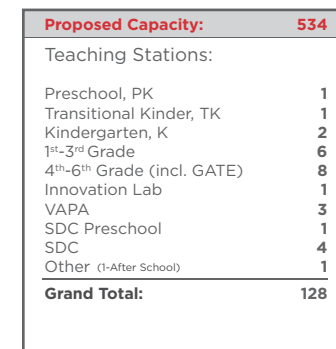 Proposed Capacity: 534
Teaching Stations:
Preschool, PK 1
Transitional Kinder, TK 1
Kindergarten, K 2
1st-3rd Grade 6
4th-6th Grade (incl. GATE) 8
Innovation Lab 1
VAPA 3
SDC Preschool 1
SDC 4
Other (1-After School) 1
Grand Total: 128